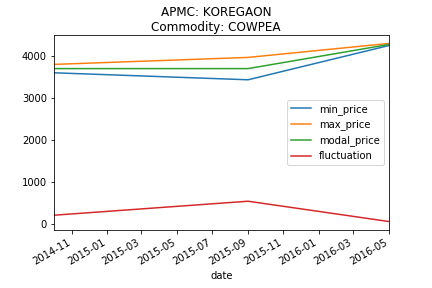 APMC: KOREGAON
Commodity: COWPEA
4000
3000
2000
1000
0
min_price
max_price
modal_price
fluctuation
2014-11
2015-01
2015-03
2015-05
2015-07
2015-09
2015-11
2016-01
2016-03
2016-05
date